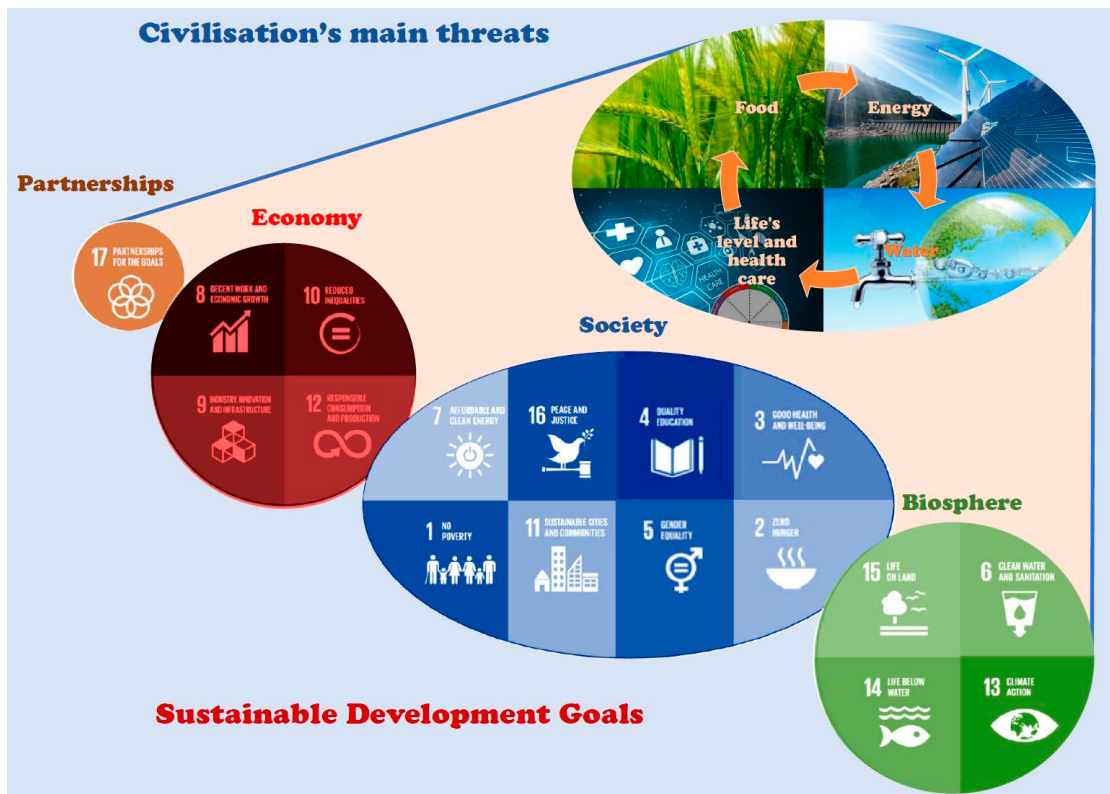 Civilisation's main threats
Food
Energy
Life's
level and
health
care
Water
HEALTH
CARE
Partnerships
17 PARTNERSHIPS
FOR THE GOALS
Economy
8 DECENT WORK AND
ECONOMIC GROWTH
10 REDUCED
INEQUALITIES
9 INDUSTRY, INNOVATION
AND INFRASTRUCTURE
12 RESPONSIBLE
CONSUMPTION
AND PRODUCTION
Society
7 AFFORDABLE AND
CLEAN ENERGY
16 PEACE AND
JUSTICE
4 QUALITY
EDUCATION
3 GOOD HEALTH
AND WELL-BEING
1 NO
POVERTY
11 SUSTAINABLE CITIES
AND COMMUNITIES
5 GENDER
EQUALITY
2 ZERO
HUNGER
Biosphere
15 LIFE
ON LAND
6 CLEAN WATER
AND SANITATION
14 LIFE BELOW
WATER
13 CLIMATE
ACTION
Sustainable Development Goals